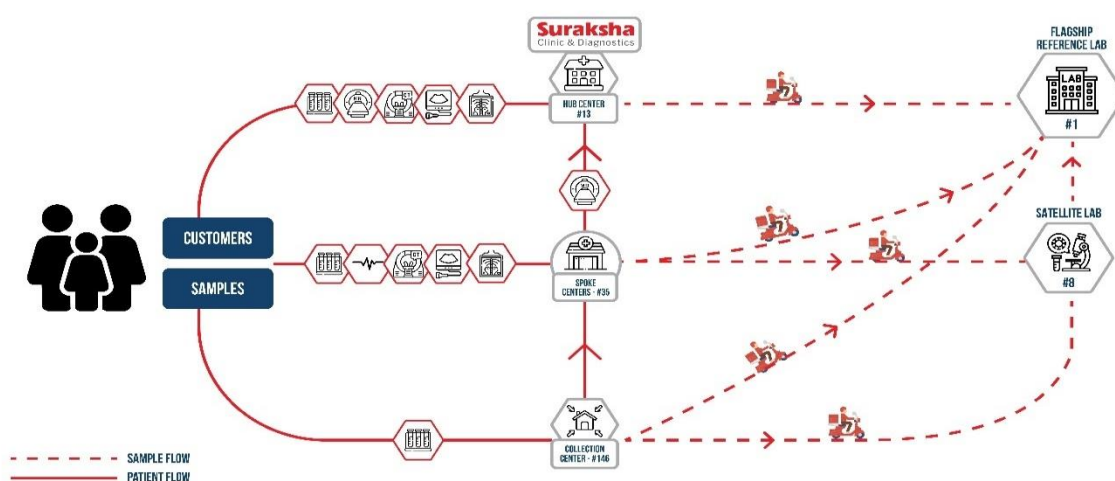 Suraksha
Clinic & Diagnostics
FLAGSHIP
REFERENCE LAB
LAB
#1
HUB CENTER
#13
CUSTOMERS
SAMPLES
SATELLITE LAB
#8
SPOKE
CENTERS - #35
COLLECTION
CENTER - #146
SAMPLE FLOW
PATIENT FLOW